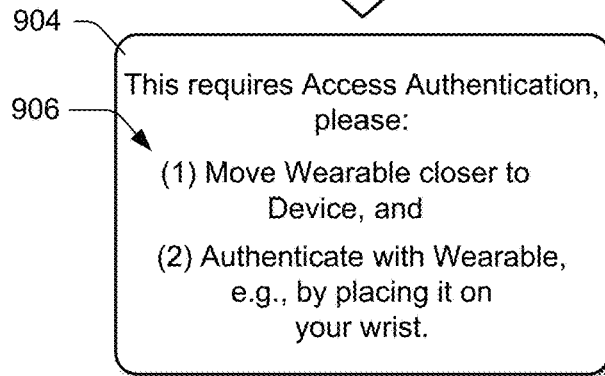 904
This requires Access Authentication,
please:
906
(1) Move Wearable closer to
Device, and
(2) Authenticate with Wearable,
e.g., by placing it on
your wrist.